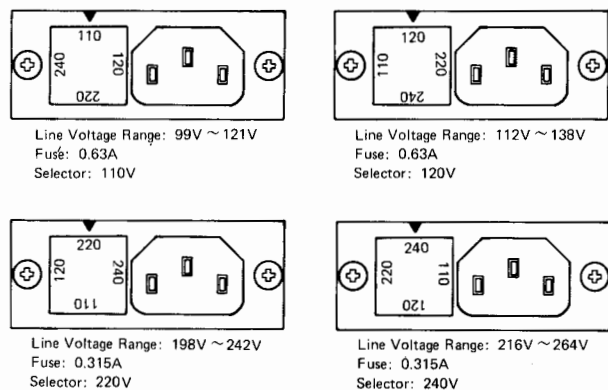 110
240
120
220
Line Voltage Range: 99V ~ 121V
Fuse: 0.63A
Selector: 110V
120
110
220
240
Line Voltage Range: 112V ~ 138V
Fuse: 0.63A
Selector: 120V
220
120
240
110
Line Voltage Range: 198V ~ 242V
Fuse: 0.315A
Selector: 220V
240
220
110
120
Line Voltage Range: 216V ~ 264V
Fuse: 0.315A
Selector: 240V